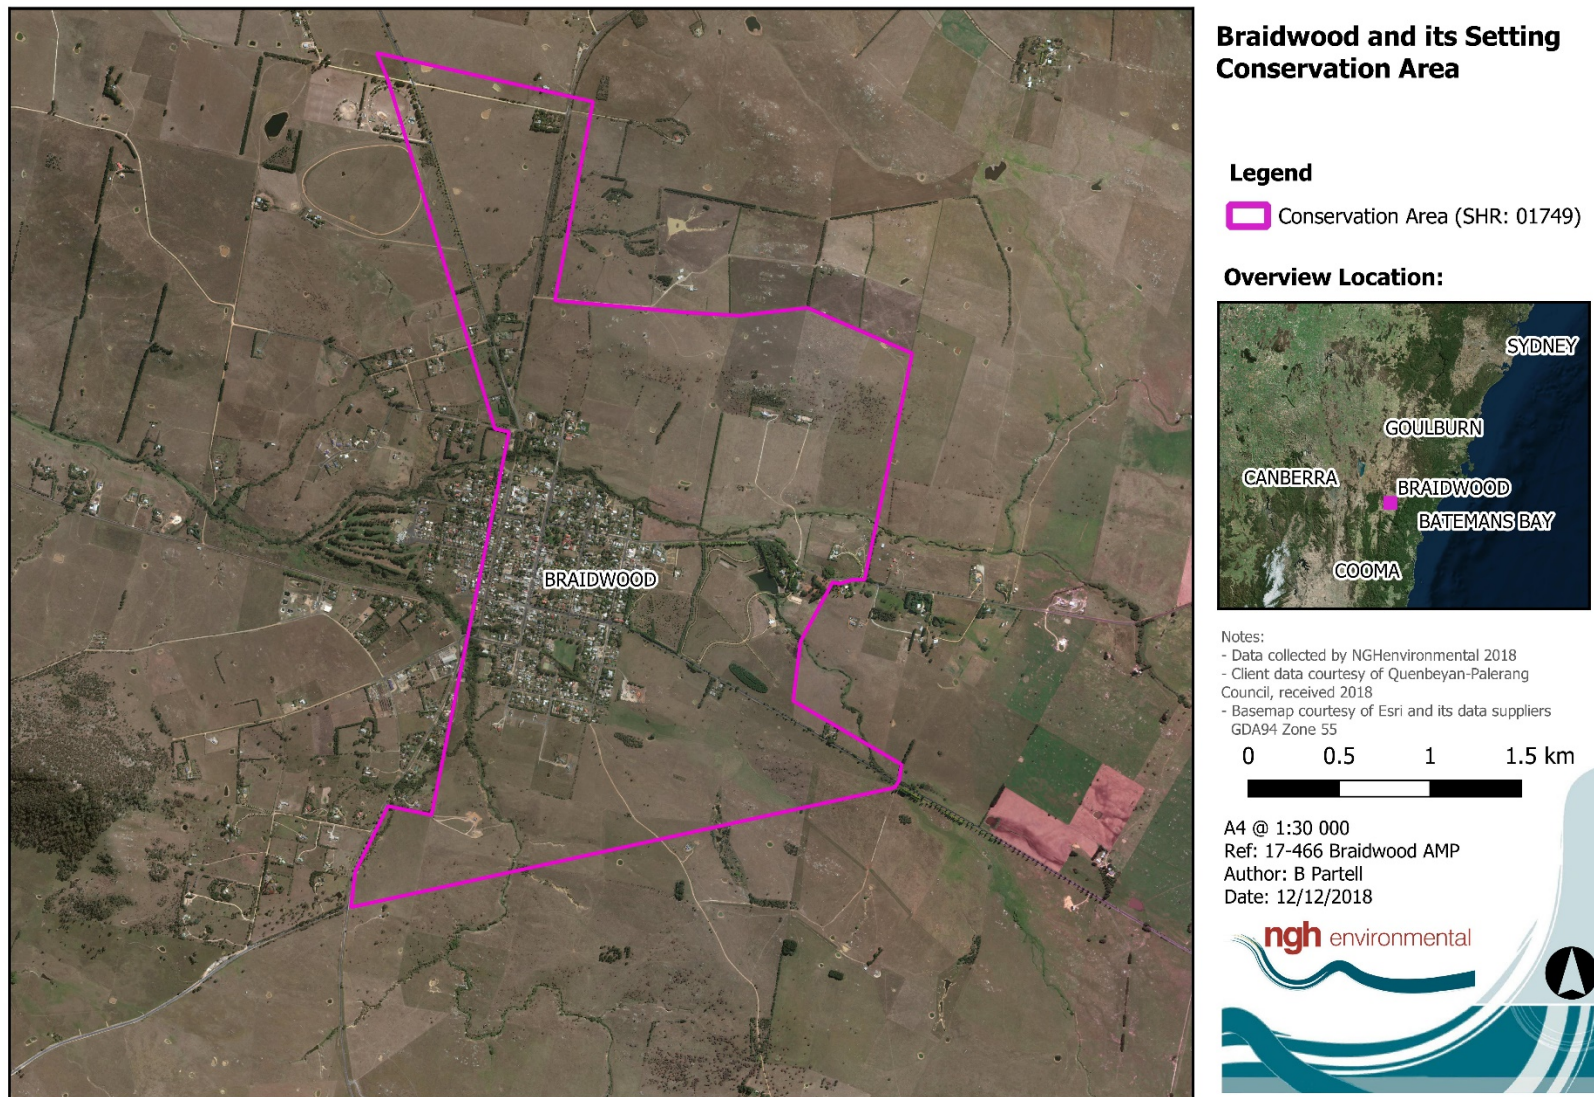 Braidwood and its Setting
Conservation Area
Legend
Conservation Area (SHR: 01749)
Overview Location:
SYDNEY
GOULBURN
CANBERRA
BRAIDWOOD
BATEMANS BAY
COOMA
BRAIDWOOD
Notes:
- Data collected by NGHenvironmental 2018
- Client data courtesy of Quenbeyan-Palerang
Council, received 2018
- Basemap courtesy of Esri and its data suppliers
GDA94 Zone 55
0 0.5 1 1.5 km
A4 @ 1:30 000
Ref: 17-466 Braidwood AMP
Author: B Partell
Date: 12/12/2018
ngh environmental